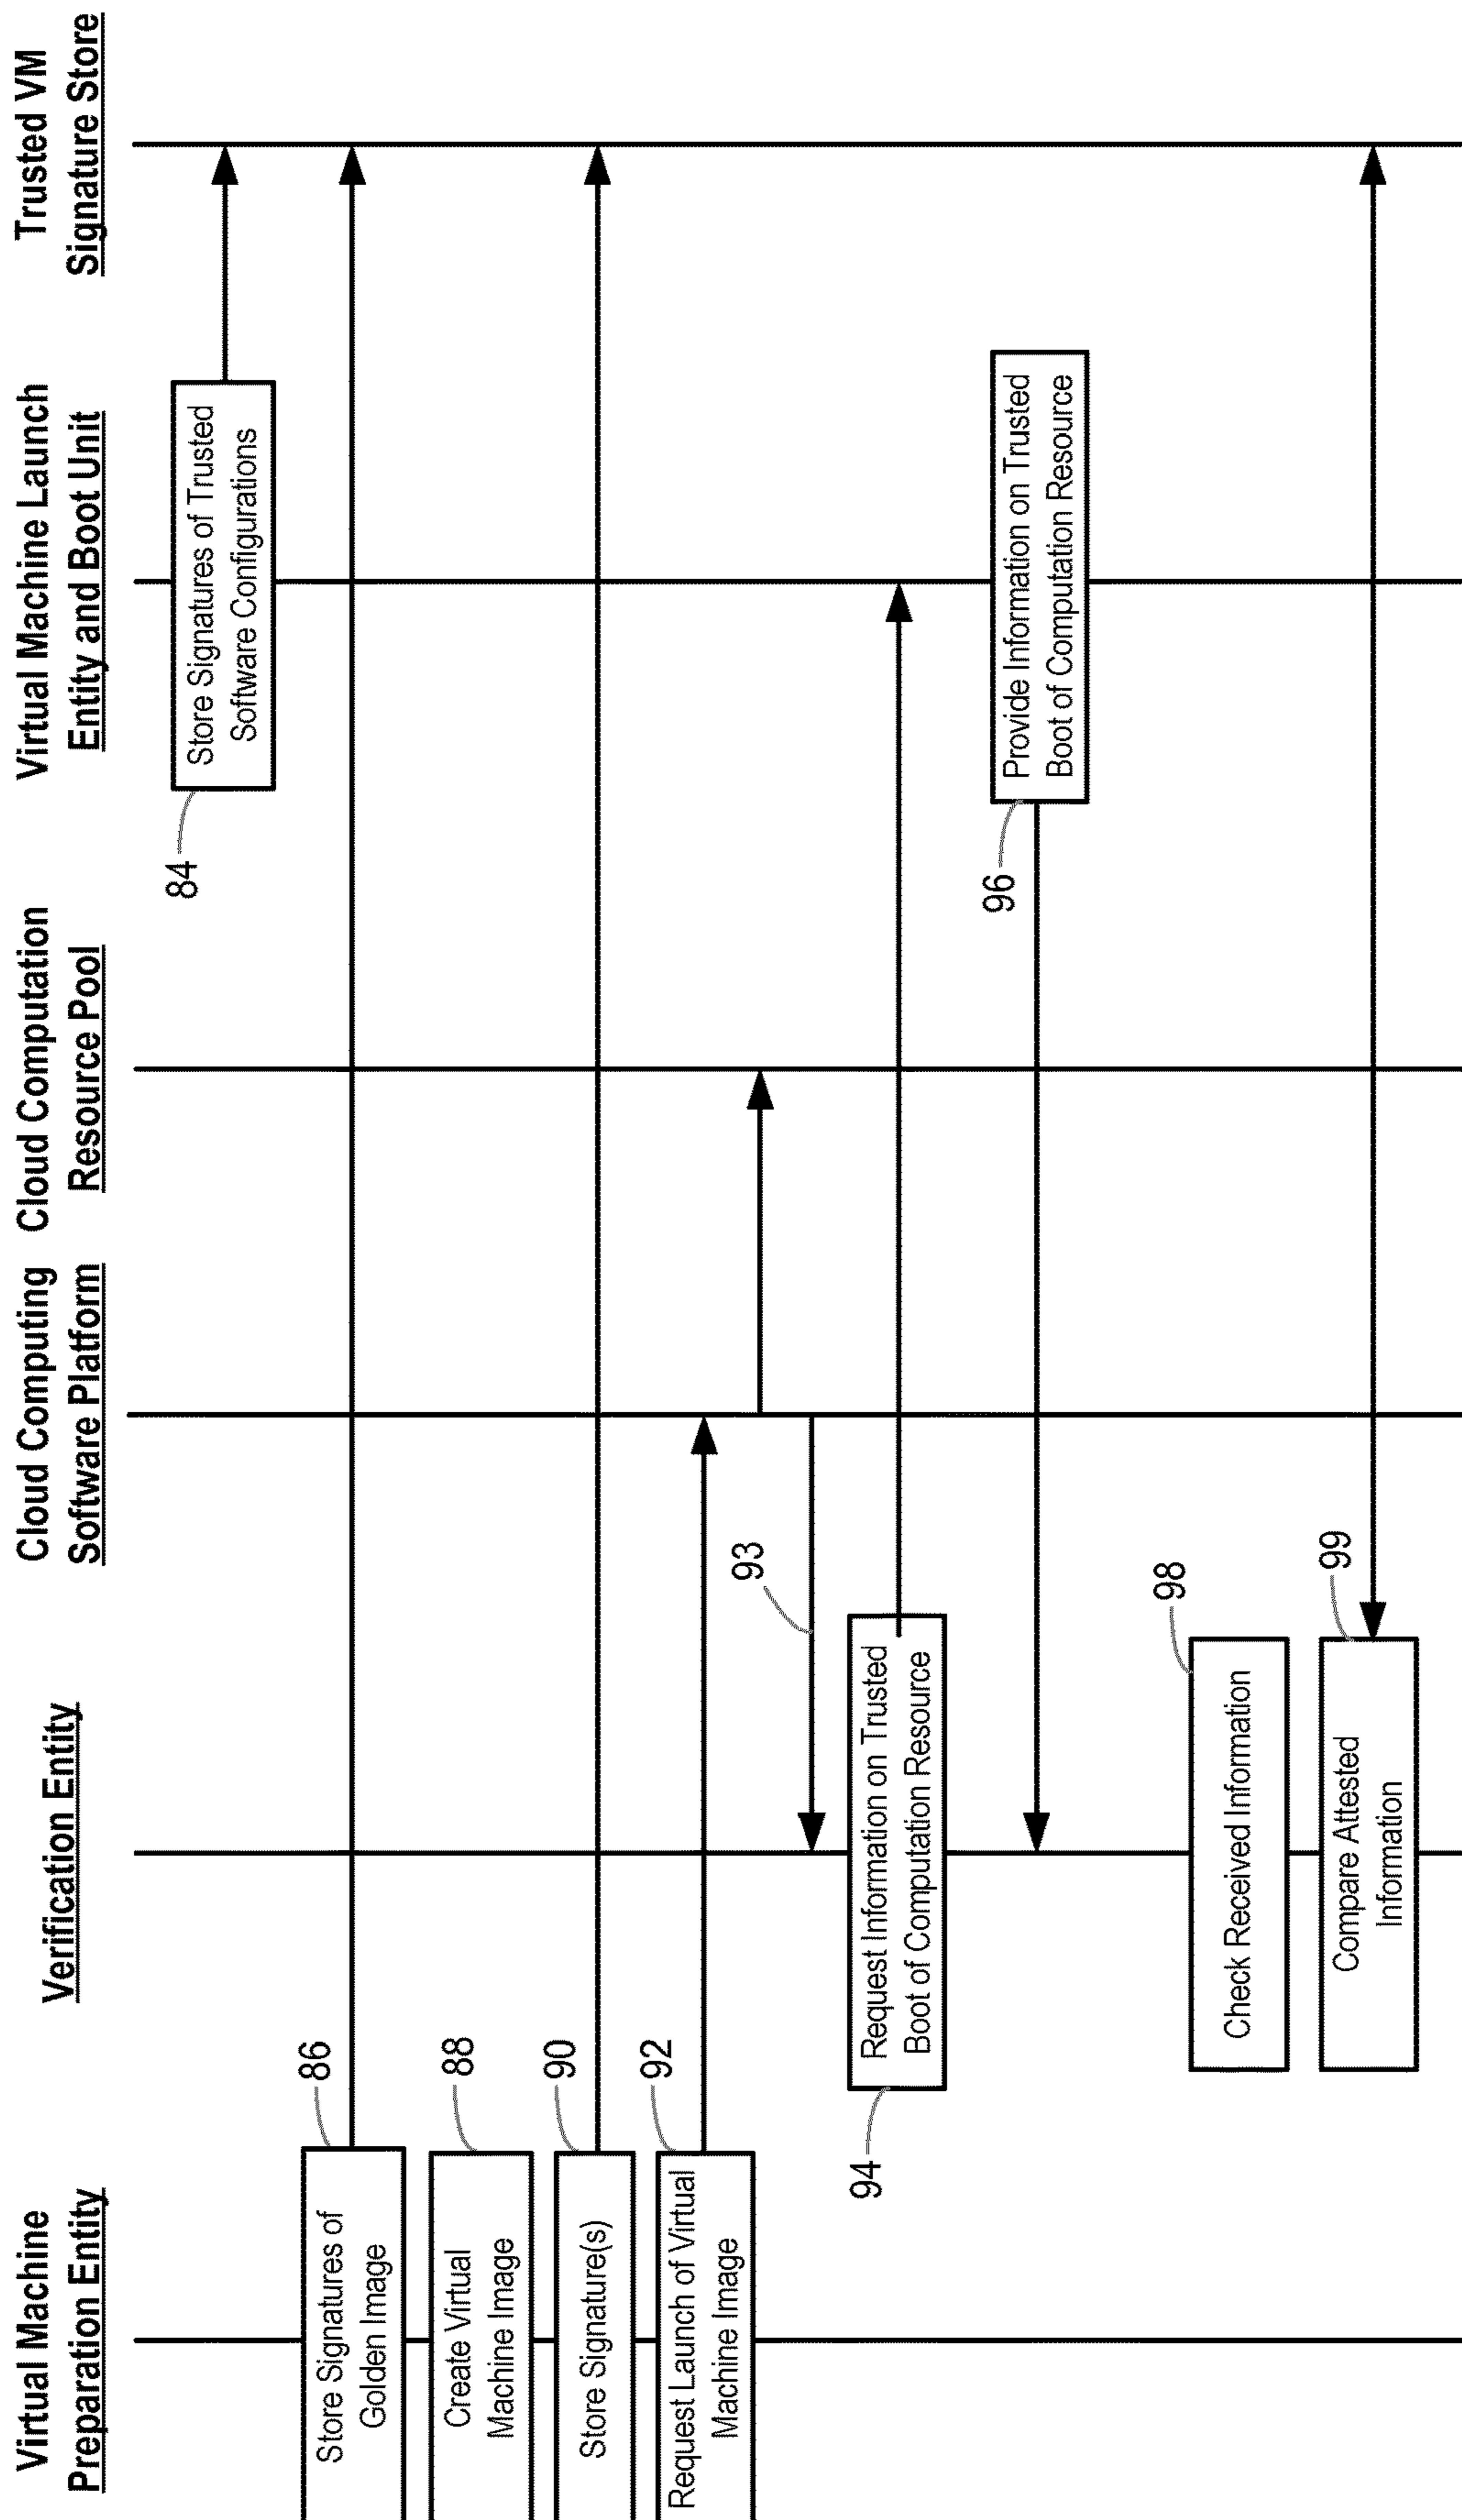 Virtual Machine
Preparation Entity
Verification Entity
Cloud Computing
Software Platform
Cloud Computation
Resource Pool
Virtual Machine Launch
Entity and Boot Unit
Trusted VM
Signature Store
84
Store Signatures of Trusted
Software Configurations
86
Store Signatures of
Golden Image
88
Create Virtual
Machine Image
90
Store Signature(s)
92
Request Launch of Virtual
Machine Image
93
94
Request Information on Trusted
Boot of Computation Resource
96
Provide Information on Trusted
Boot of Computation Resource
98
Check Received Information
99
Compare Attested
Information